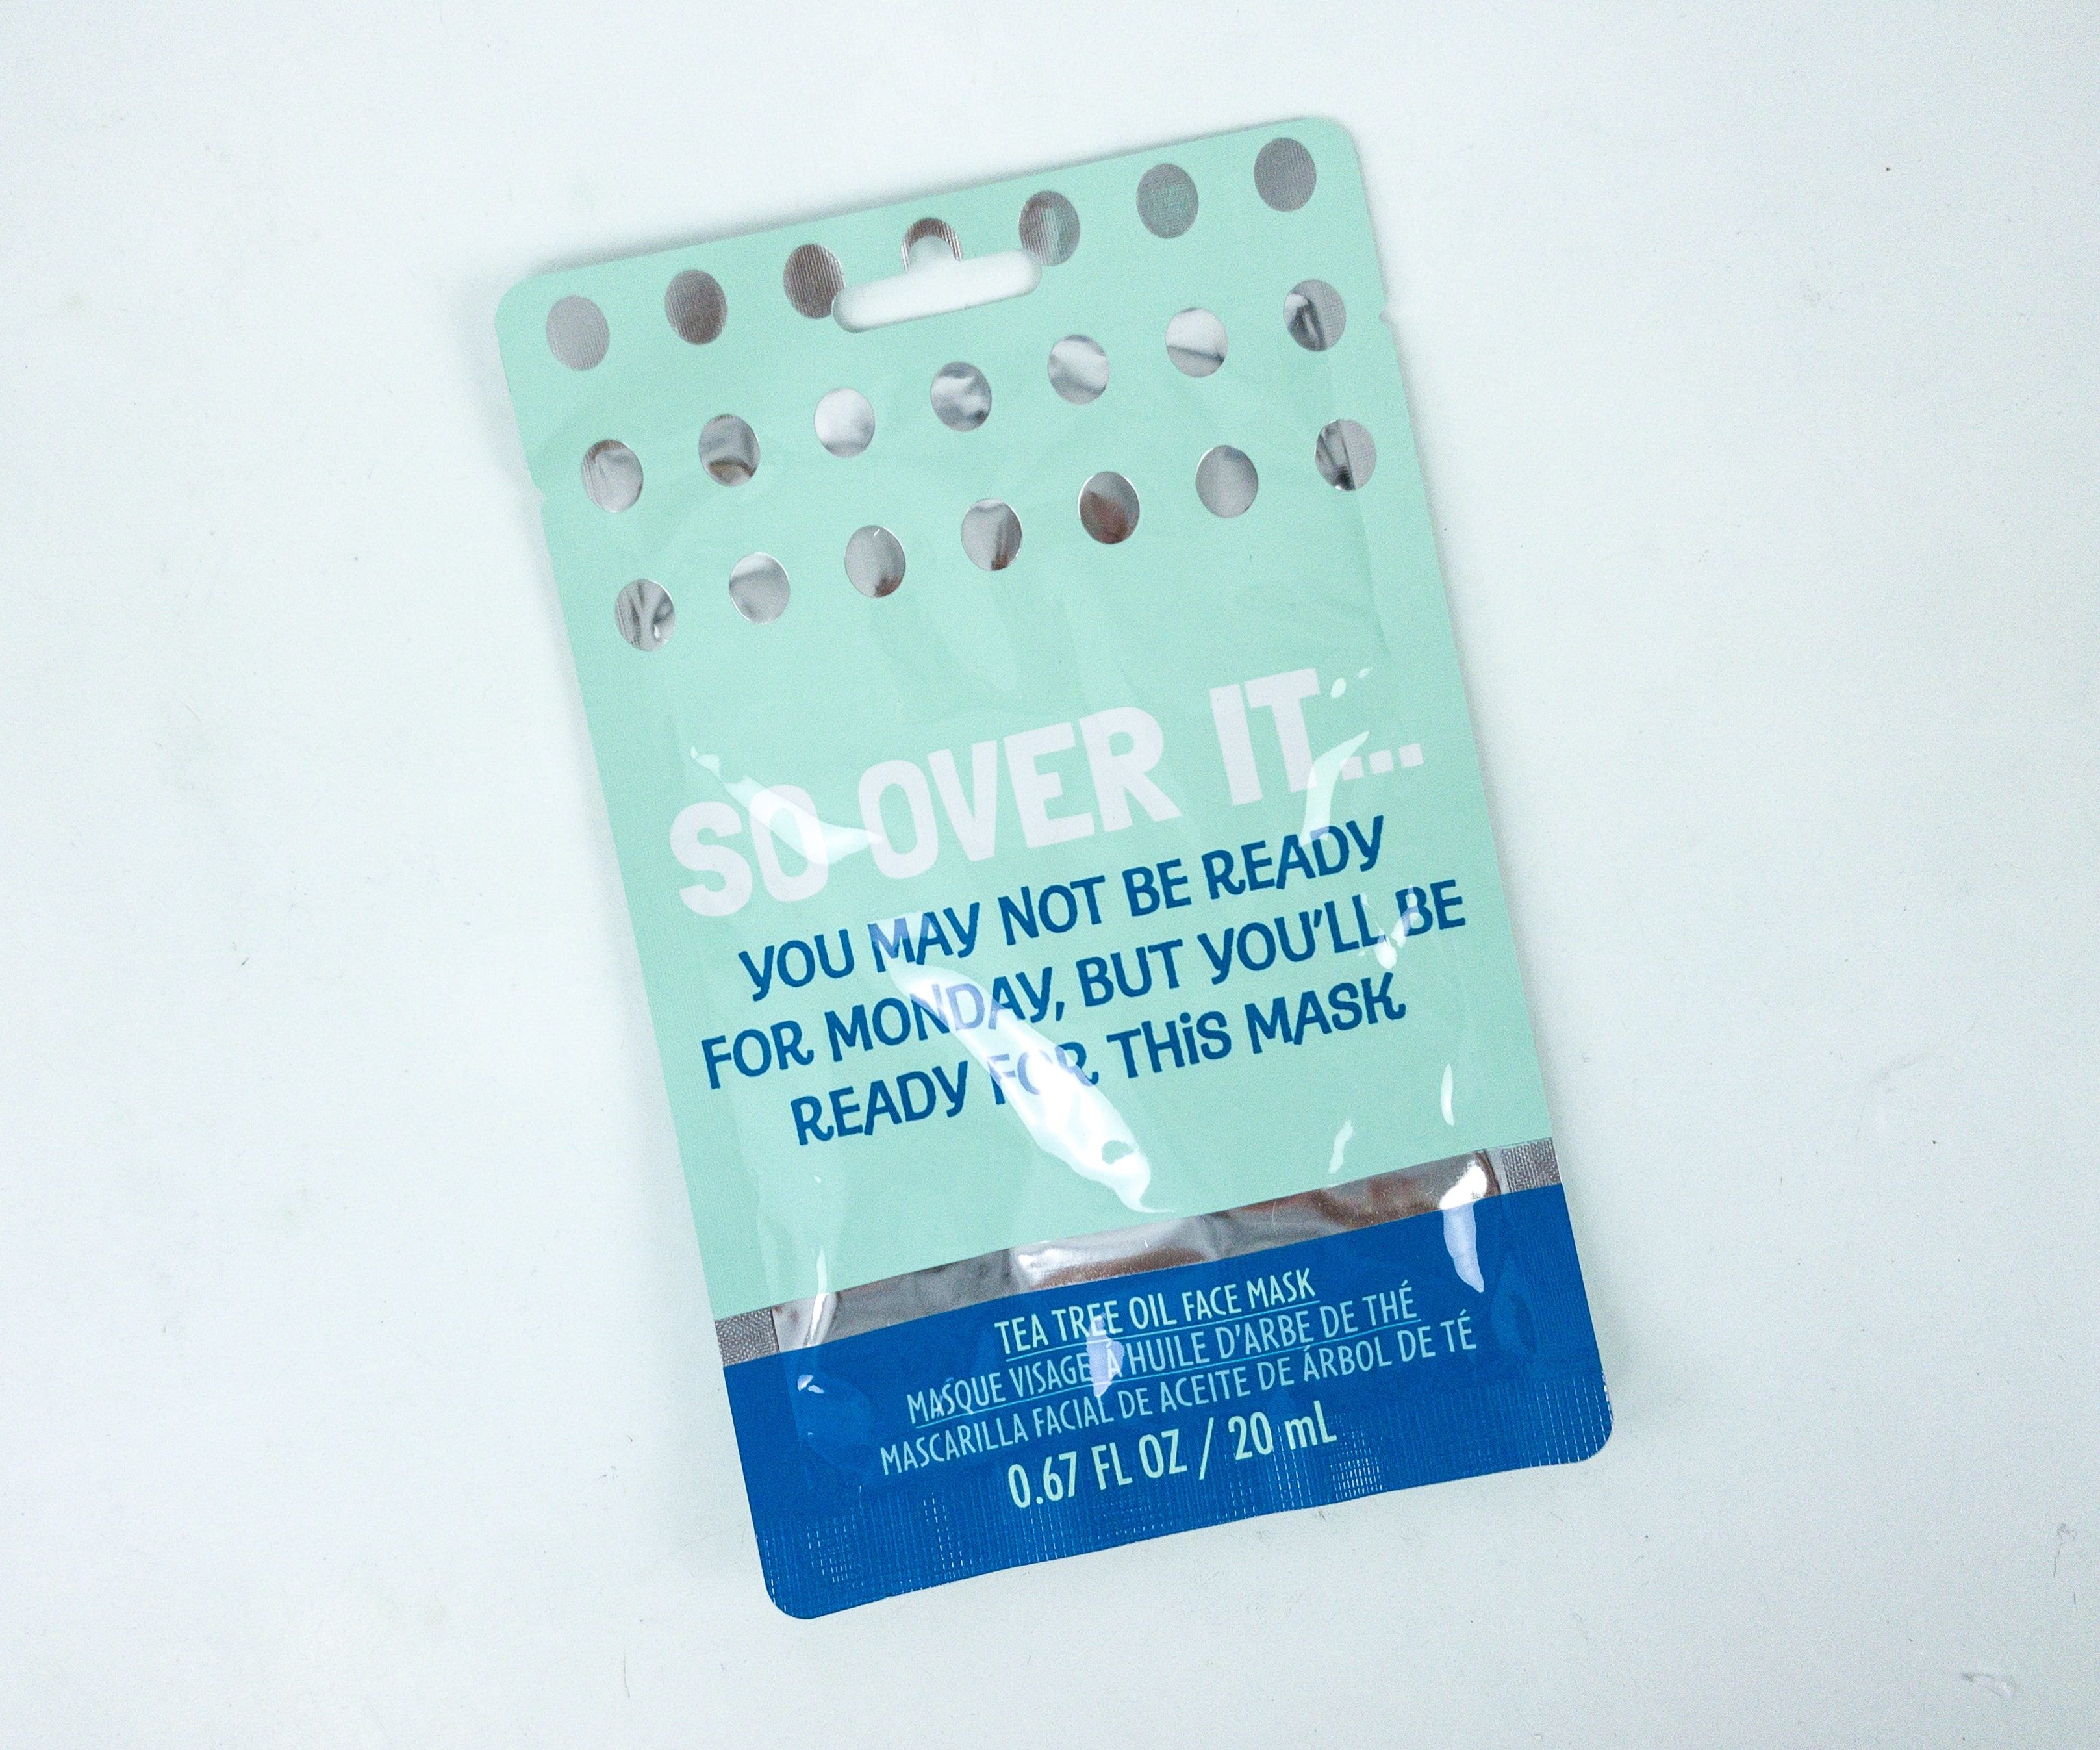 SO OVER IT...
YOU MAY NOT BE READY
FOR MONDAY, BUT YOU'LL BE
READY FOR THiS MASK
TEA TREE OIL FACE MASK
MASQUE VISAGE Á HUILE D'ARBE DE THÉ
MASCARILLA FACIAL DE ACEITE DE ÁRBOL DE TÉ
0.67 FL OZ / 20 mL